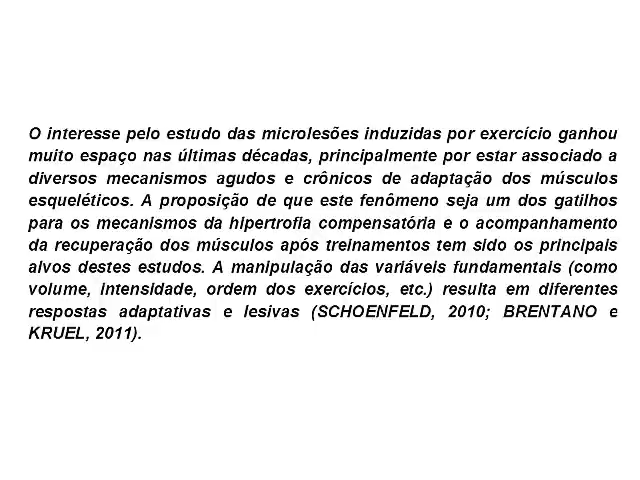 O interesse pelo estudo das microlesões induzidas por exercício ganhou
muito espaço nas últimas décadas, principalmente por estar associado a
diversos mecanismos agudos e crônicos de adaptação dos músculos
esqueléticos. A proposição de que este fenômeno seja um dos gatilhos
para os mecanismos da hipertrofia compensatória e o acompanhamento
da recuperação dos músculos após treinamentos tem sido os principais
alvos destes estudos. A manipulação das variáveis fundamentais (como
volume, intensidade, ordem dos exercícios, etc.) resulta em diferentes
respostas adaptativas e lesivas (SCHOENFELD, 2010; BRENTANO e
KRUEL, 2011).